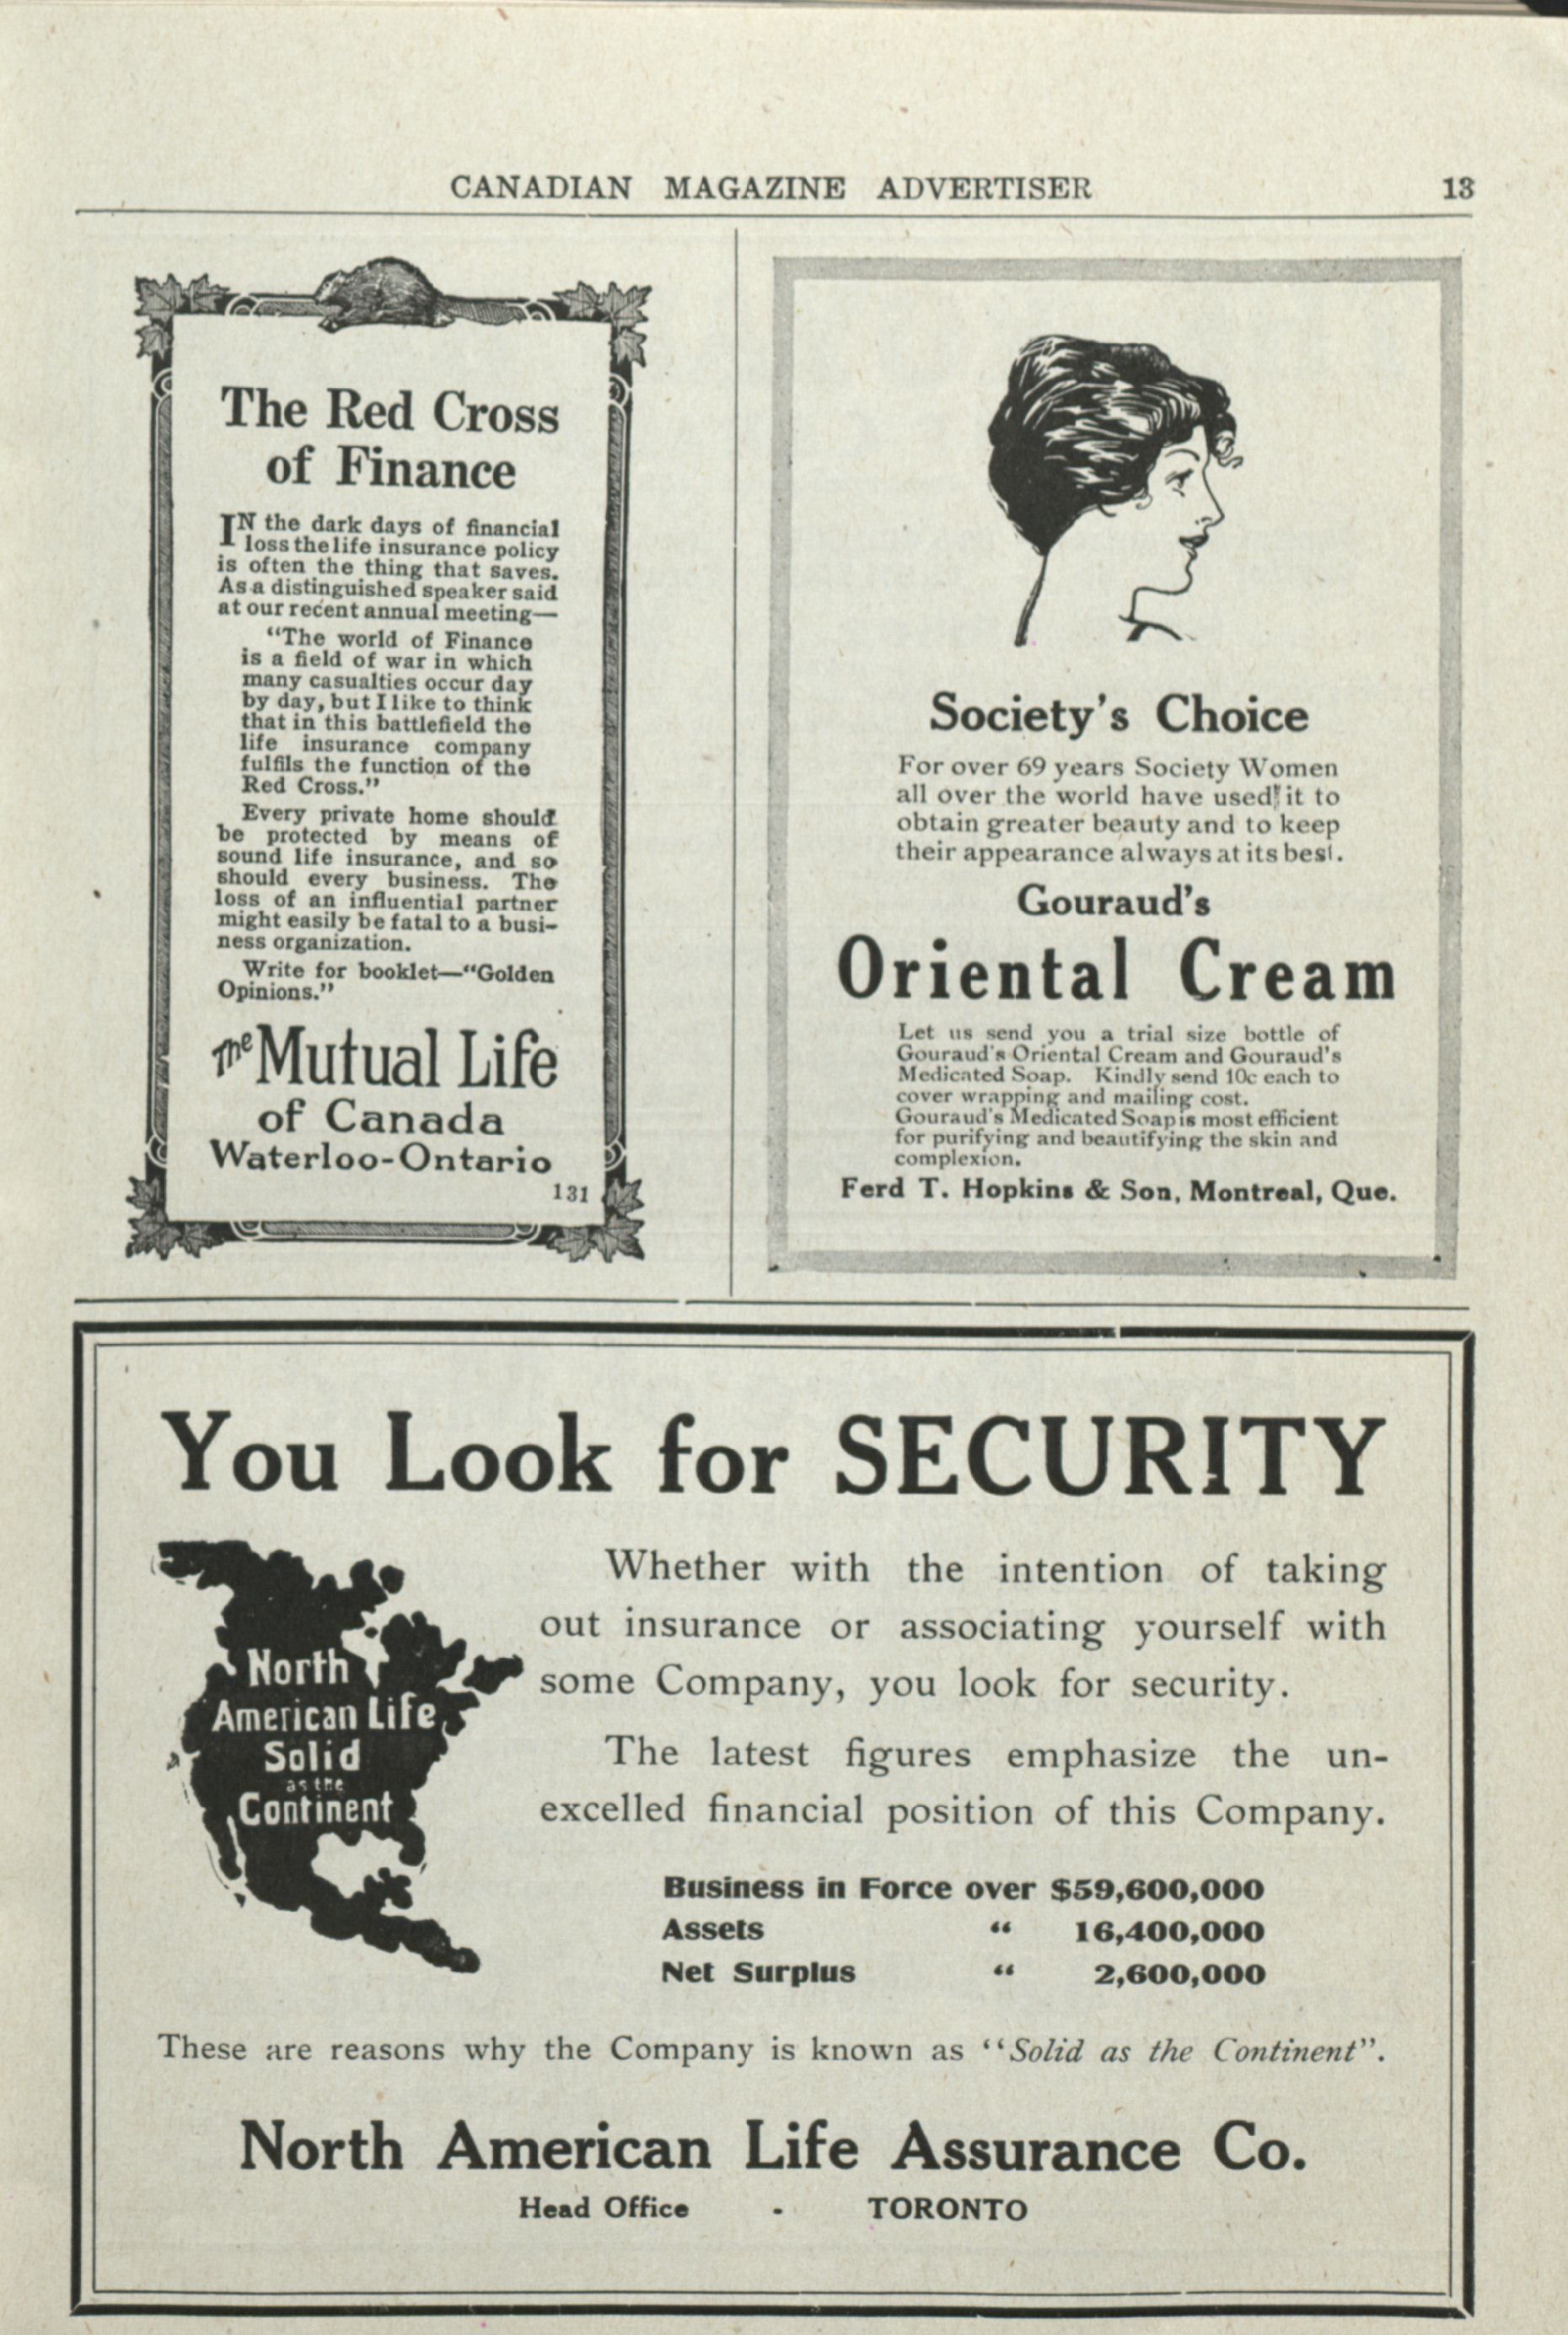 CANADIAN MAGAZINE ADVERTISER 13
The Red Cross
of Finance
IN the dark days of financial
loss the life insurance policy
is often the thing that saves.
As a distinguished speaker said
at our recent annual meeting—
"The world of Finance
is a field of war in which
many casualties occur day
by day, but I like to think
that in this battlefield the
life insurance company
fulfils the function of the
Red Cross."
Every private home should
be protected by means of
sound life insurance, and so
should every business. The
loss of an influential partner
might easily be fatal to a busi-
ness organization.
Write for booklet—"Golden
Opinions."
The Mutual Life
of Canada
Waterloo-Ontario
131
Society's Choice
For over 69 years Society Women
all over the world have used it to
obtain greater beauty and to keep
their appearance always at its best.
Gouraud's
Oriental Cream
Let us send you a trial size bottle of
Gouraud's Oriental Cream and Gouraud's
Medicated Soap. Kindly send 10c each to
cover wrapping and mailing cost.
Gouraud's Medicated Soap is most efficient
for purifying and beautifying the skin and
complexion.
Ferd T. Hopkins & Son, Montreal, Que.
You Look for SECURITY
North
American Life
Solid
as the
Continent
Whether with the intention of taking
out insurance or associating yourself with
some Company, you look for security.
The latest figures emphasize the un-
excelled financial position of this Company.
Business in Force over $59,600,000
Assets " 16,400,000
Net Surplus " 2,600,000
These are reasons why the Company is known as "Solid as the Continent".
North American Life Assurance Co.
Head Office - TORONTO